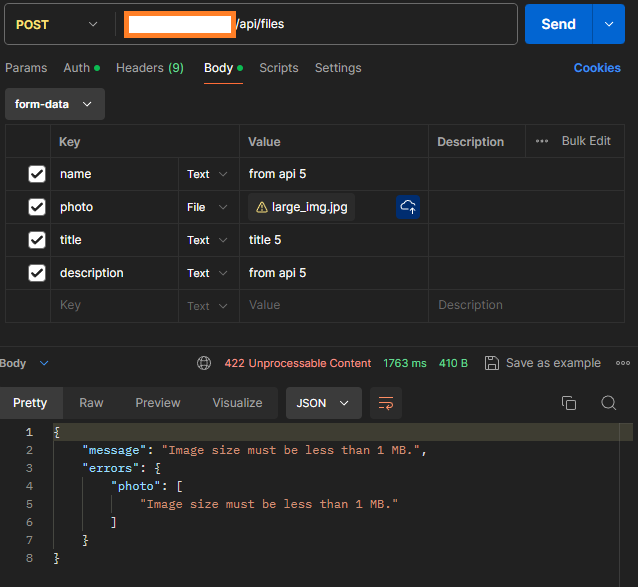 POST /api/files Send
Params Auth Headers (9) Body Scripts Settings Cookies
form-data
Key Value Description ••• Bulk Edit
name Text from api 5
photo File large_img.jpg
title Text title 5
description Text from api 5
Key Text Value Description
Body 422 Unprocessable Content 1763 ms 410 B Save as example
Pretty Raw Preview Visualize JSON
1 {
2 "message": "Image size must be less than 1 MB.",
3 "errors": {
4 "photo": [
5 "Image size must be less than 1 MB."
6 ]
7 }
8 }